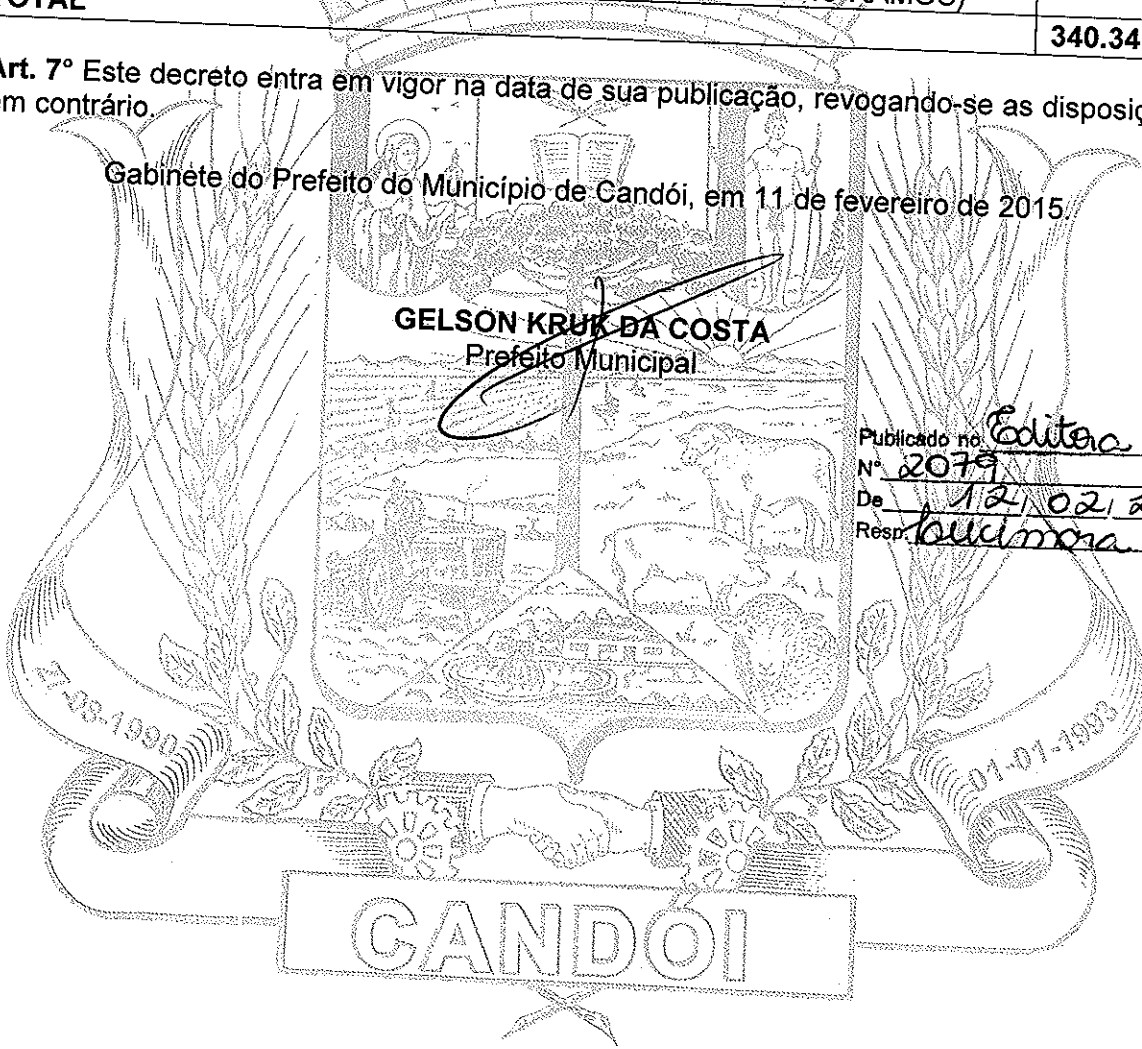 TOTAL
340.34
Art. 7° Este decreto entra em vigor na data de sua publicação, revogando-se as disposiç
em contrário.
Gabinete do Prefeito do Município de Candói, em 11 de fevereiro de 2015.
GELSON KRUK DA COSTA
Prefeito Municipal
Publicado no Editora
N° 2079
De 12/02/2
Resp. Lucimara
27-08-1990
01-01-1993
CANDÓI